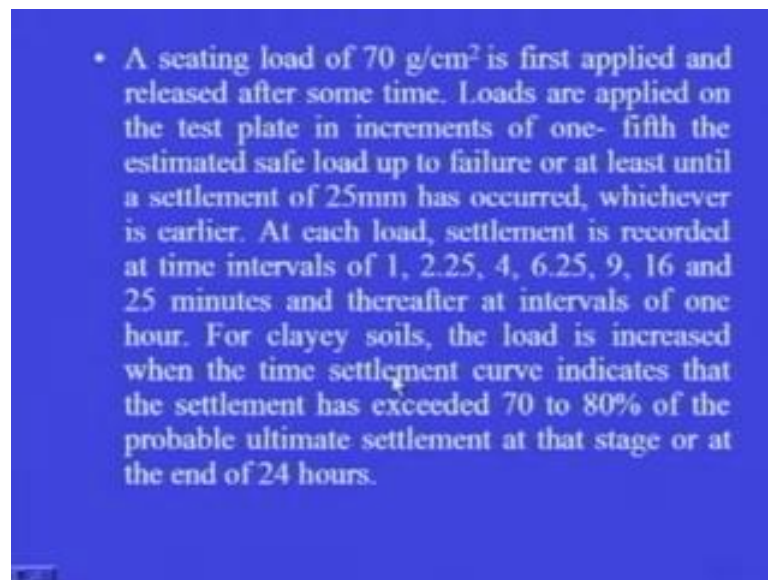 • A seating load of 70 g/cm² is first applied and
released after some time. Loads are applied on
the test plate in increments of one- fifth the
estimated safe load up to failure or at least until
a settlement of 25mm has occurred, whichever
is earlier. At each load, settlement is recorded
at time intervals of 1, 2.25, 4, 6.25, 9, 16 and
25 minutes and thereafter at intervals of one
hour. For clayey soils, the load is increased
when the time settlement curve indicates that
the settlement has exceeded 70 to 80% of the
probable ultimate settlement at that stage or at
the end of 24 hours.